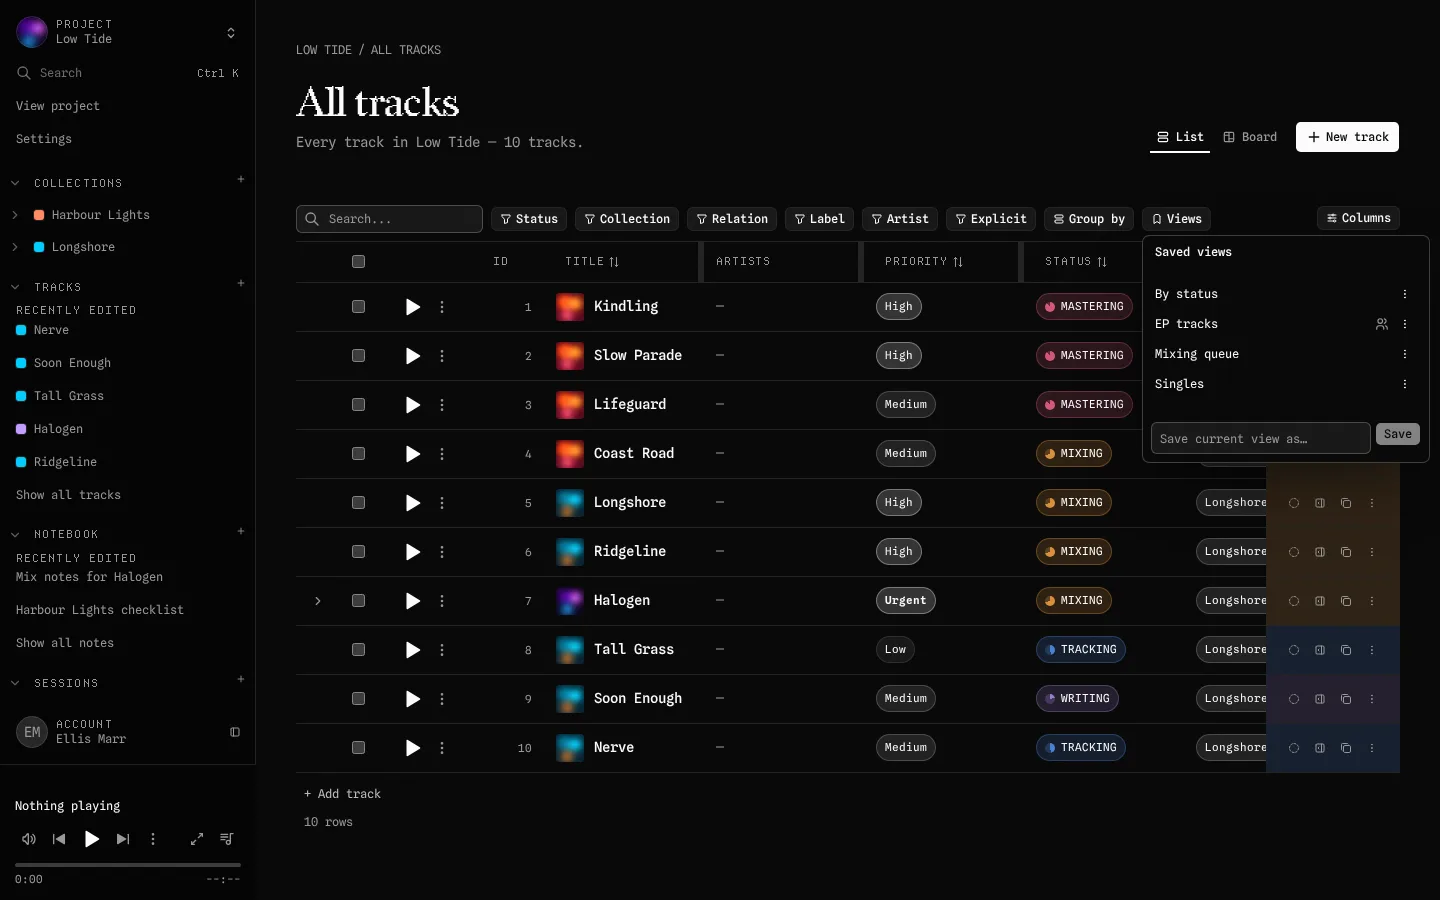 PROJECT
Low Tide
Search Ctrl K
View project
Settings
COLLECTIONS +
Harbour Lights
Longshore
TRACKS +
RECENTLY EDITED
Nerve
Soon Enough
Tall Grass
Halogen
Ridgeline
Show all tracks
NOTEBOOK +
RECENTLY EDITED
Mix notes for Halogen
Harbour Lights checklist
Show all notes
SESSIONS +
EM
ACCOUNT
Ellis Marr
Nothing playing
0:00 --:--
LOW TIDE / ALL TRACKS
All tracks
Every track in Low Tide — 10 tracks.
List Board + New track
Search... Status Collection Relation Label Artist Explicit Group by Views Columns
ID TITLE ARTISTS PRIORITY STATUS
1 Kindling — High MASTERING
2 Slow Parade — High MASTERING
3 Lifeguard — Medium MASTERING
4 Coast Road — Medium MIXING
5 Longshore — High MIXING Longshore
6 Ridgeline — High MIXING Longshore
7 Halogen — Urgent MIXING Longshore
8 Tall Grass — Low TRACKING Longshore
9 Soon Enough — Medium WRITING Longshore
10 Nerve — Medium TRACKING Longshore
+ Add track
10 rows
Saved views
By status
EP tracks
Mixing queue
Singles
Save current view as… Save